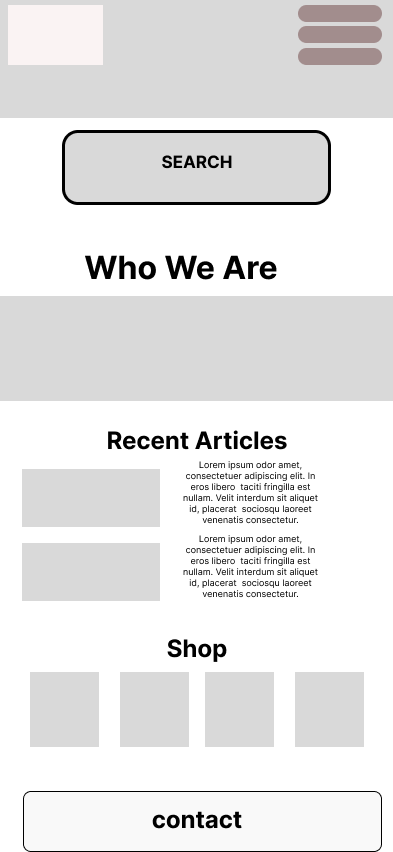 SEARCH
Who We Are
Recent Articles
Lorem ipsum odor amet,
consectetuer adipiscing elit. In
eros libero  taciti fringilla est
nullam. Velit interdum sit aliquet
id, placerat  sociosqu laoreet
venenatis consectetur.
Lorem ipsum odor amet,
consectetuer adipiscing elit. In
eros libero  taciti fringilla est
nullam. Velit interdum sit aliquet
id, placerat  sociosqu laoreet
venenatis consectetur.
Shop
contact